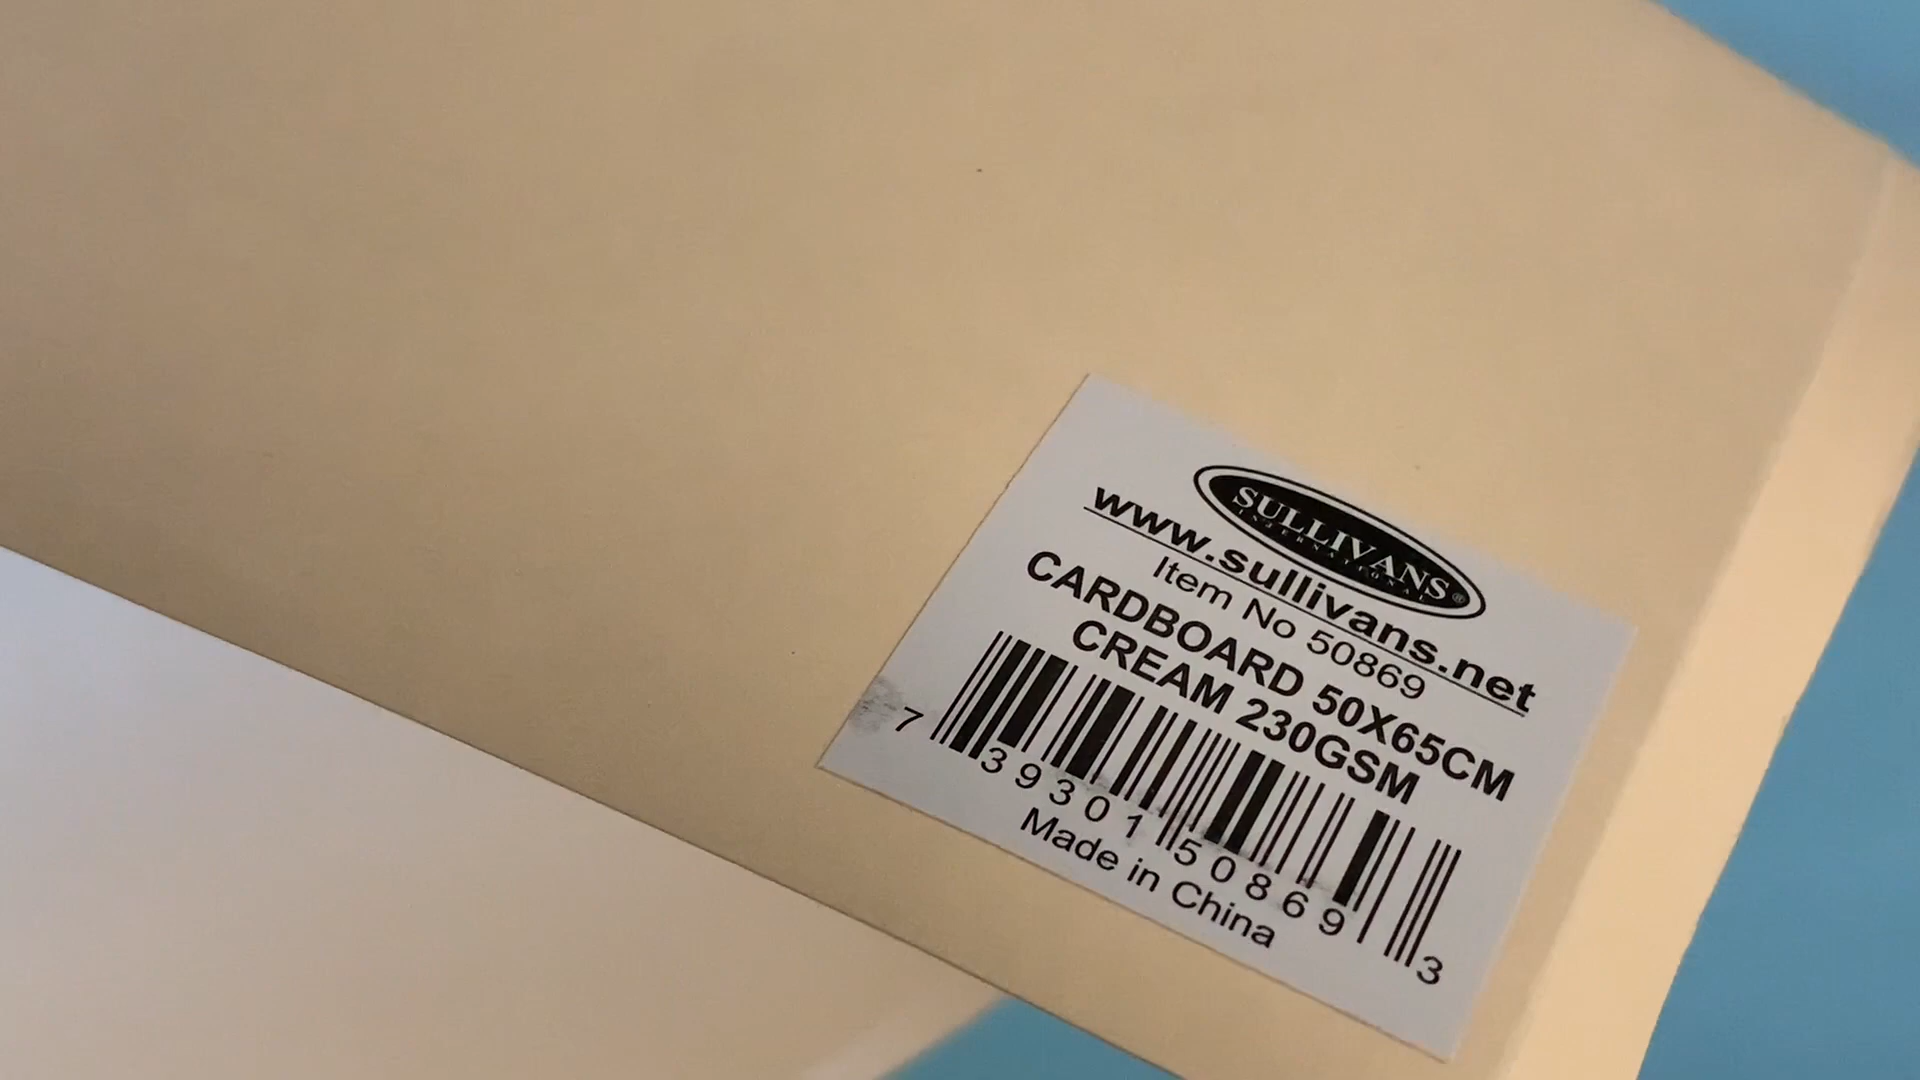 SULLIVANS
INTERNATIONAL
www.sullivans.net
Item No 50869
CARDBOARD 50X65CM
CREAM 230GSM
7 39301 50869 3
Made in China